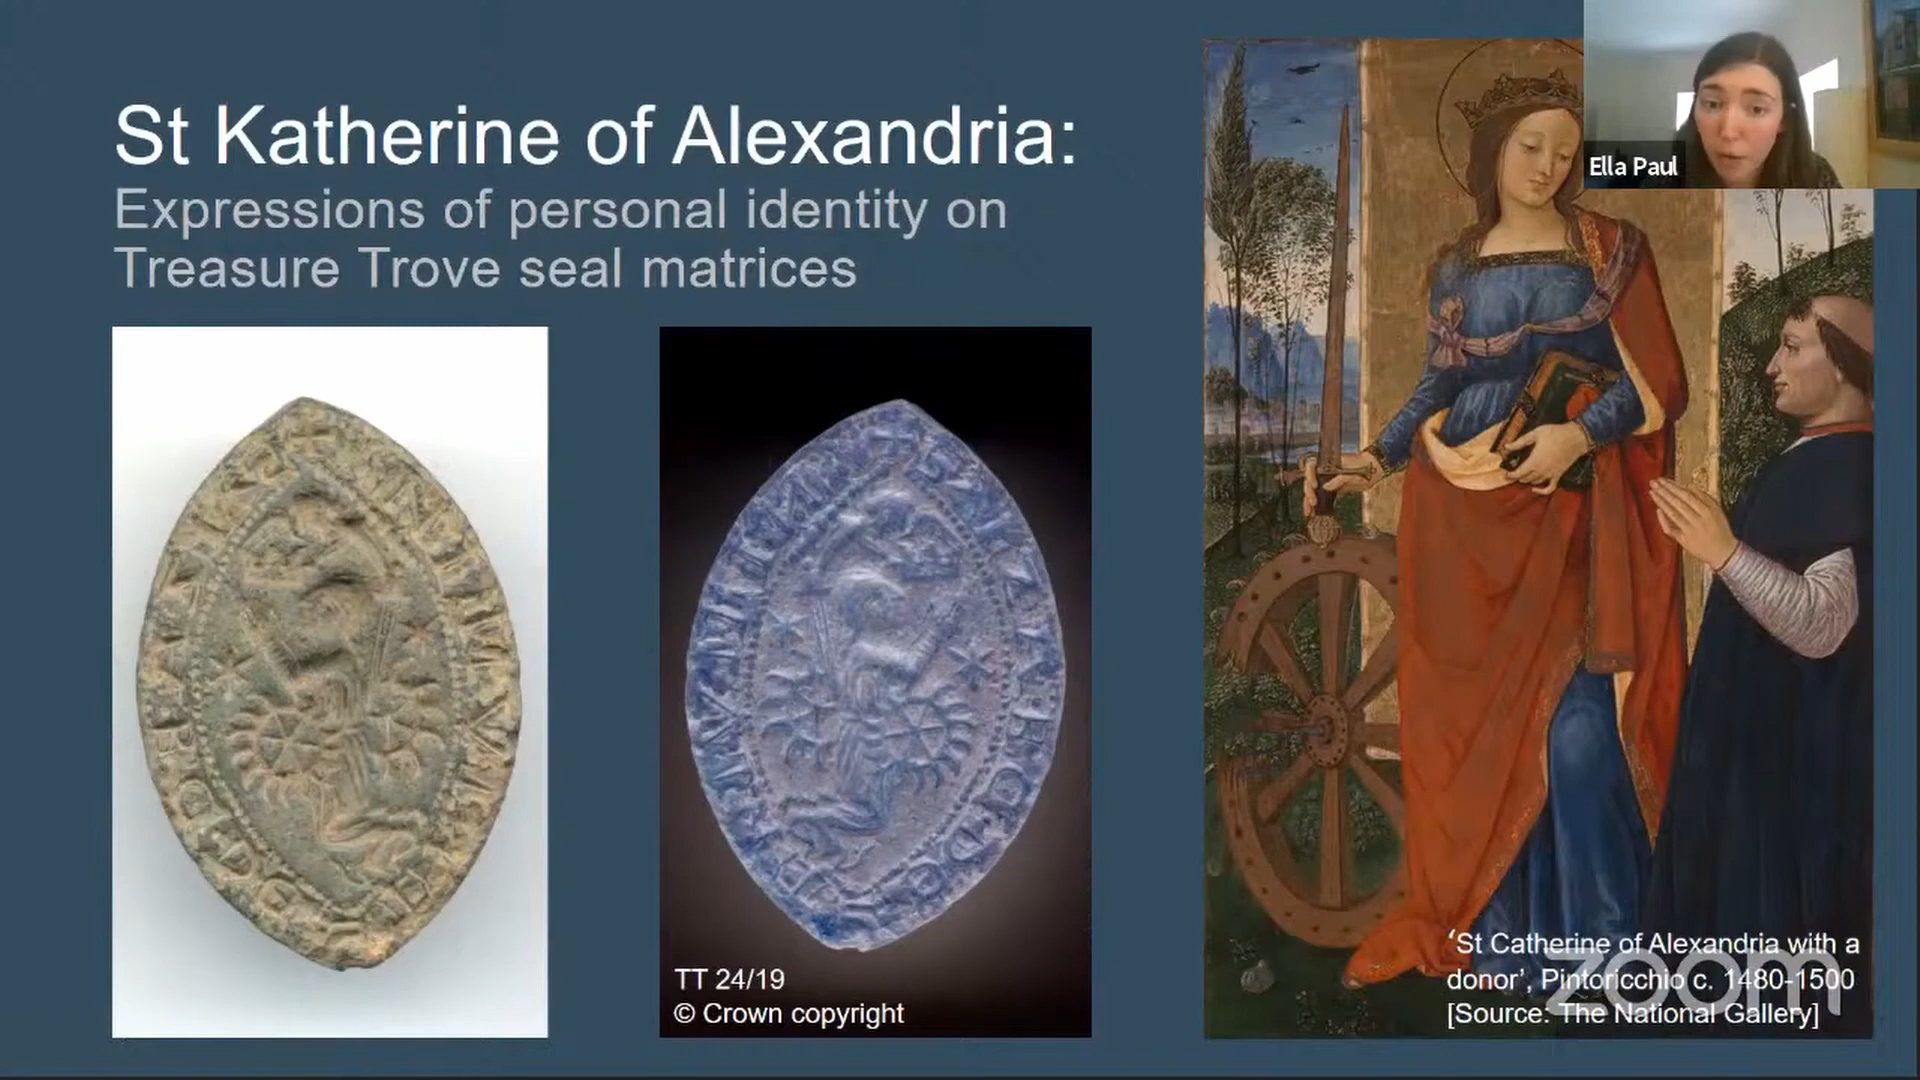 St Katherine of Alexandria:
Expressions of personal identity on
Treasure Trove seal matrices
Ella Paul
TT 24/19
© Crown copyright
‘St Catherine of Alexandria with a
donor’, Pintoricchio c. 1480-1500
[Source: The National Gallery]
zoom